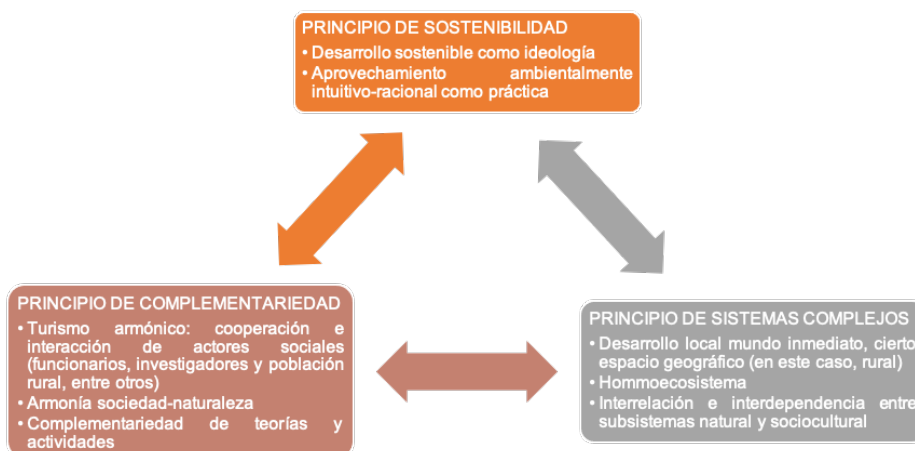 PRINCIPIO DE SOSTENIBILIDAD
• Desarrollo sostenible como ideología
• Aprovechamiento ambientalmente
intuitivo-racional como práctica
PRINCIPIO DE COMPLEMENTARIEDAD
• Turismo armónico: cooperación e
interacción de actores sociales
(funcionarios, investigadores y población
rural, entre otros)
• Armonía sociedad-naturaleza
• Complementariedad de teorías y
actividades
PRINCIPIO DE SISTEMAS COMPLEJOS
• Desarrollo local mundo inmediato, cierto
espacio geográfico (en este caso, rural)
• Hommoecosistema
• Interrelación e interdependencia entre
subsistemas natural y sociocultural